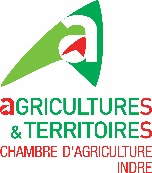 a
aGRICULTURES
& TERRITOIRES
CHAMBRE D'AGRICULTURE
INDRE